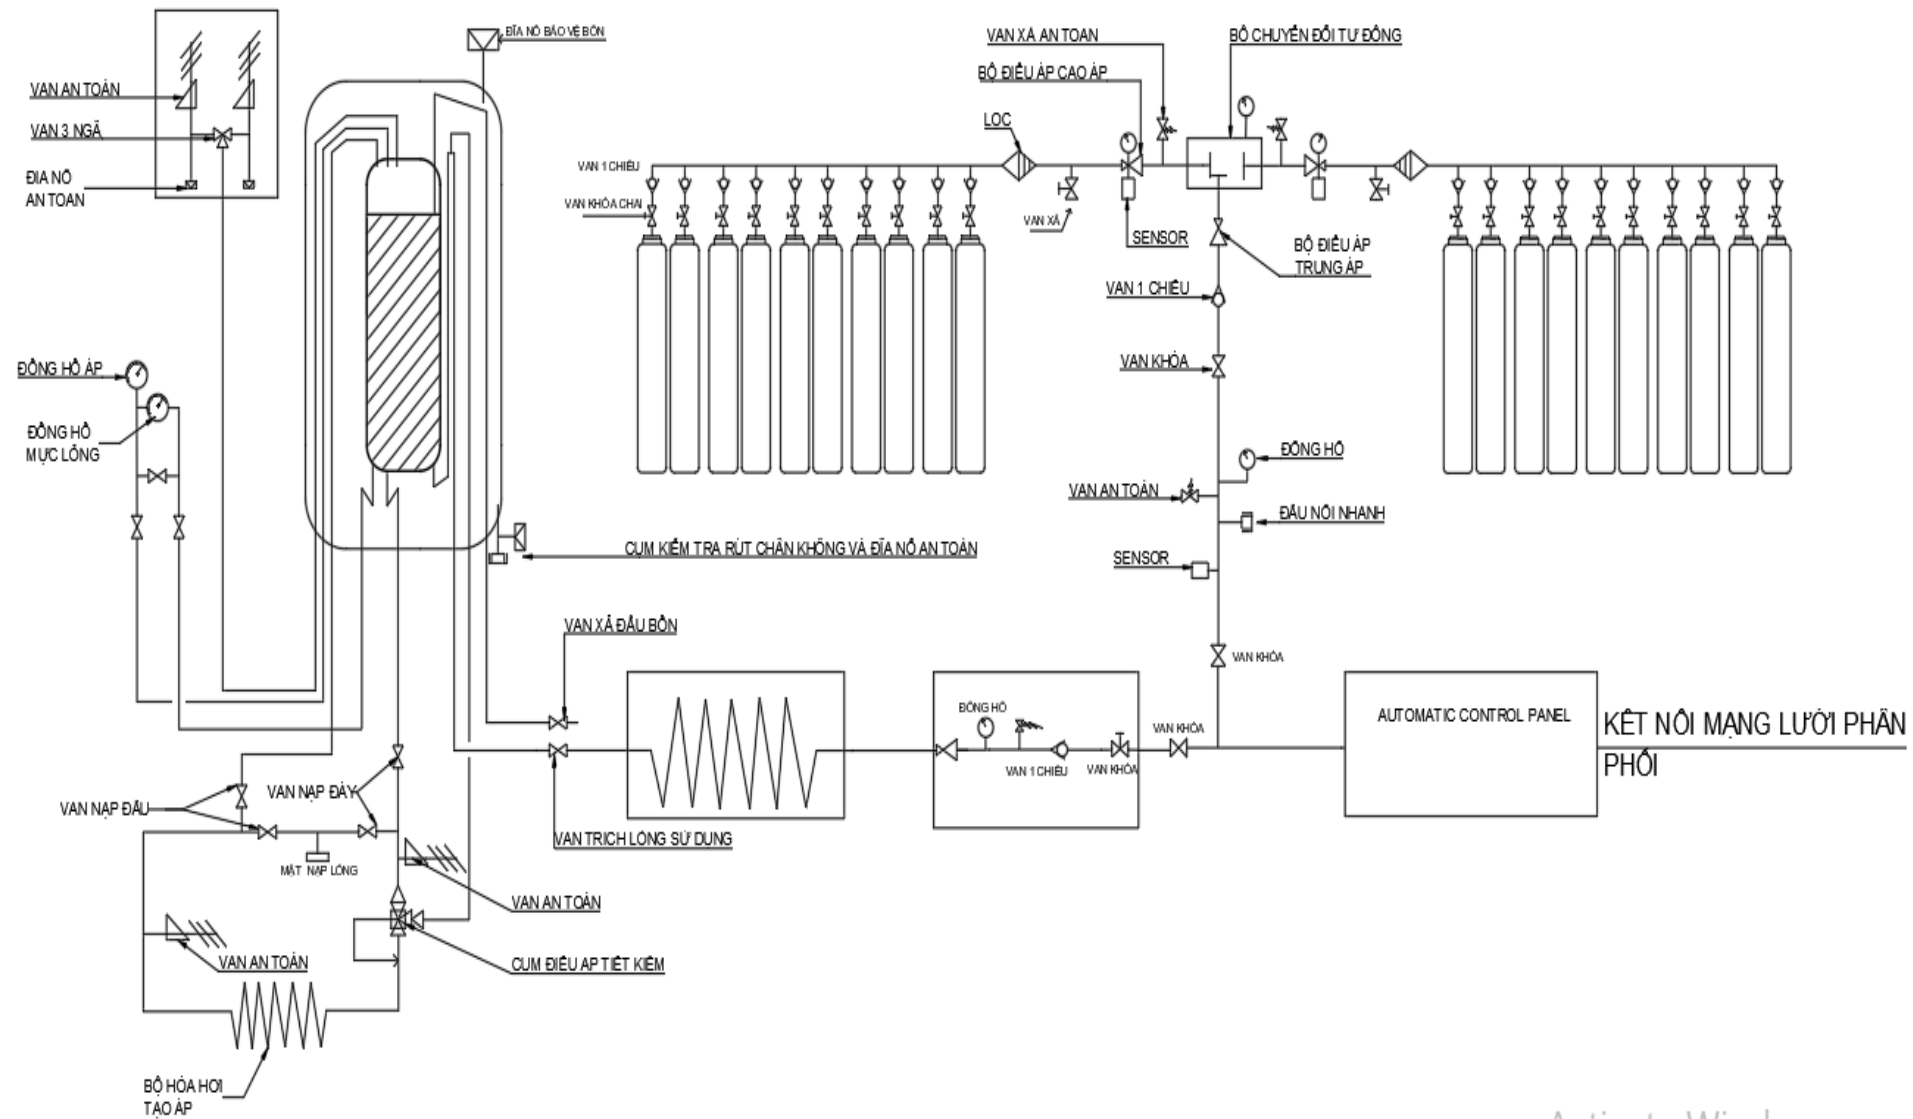 ĐĨA NỔ BẢO VỆ BỒN
VAN XẢ AN TOAN
BỘ CHUYỂN ĐỔI TỰ ĐỘNG
BỘ ĐIỀU ÁP CAO ÁP
VAN AN TOÀN
LOC
VAN 3 NGÃ
VAN 1 CHIỀU
ĐIA NỔ
AN TOAN
VAN KHÓA CHAI
VAN XẢ
SENSOR
BỘ ĐIỀU ÁP
TRUNG ÁP
VAN 1 CHIỀU
VAN KHÓA
ĐỒNG HỒ ÁP
ĐỒNG HỒ
MỰC LỎNG
ĐỒNG HỒ
VAN AN TOÀN
ĐẦU NỐI NHANH
CỤM KIỂM TRA RÚT CHÂN KHÔNG VÀ ĐĨA NỔ AN TOÀN
SENSOR
VAN XẢ ĐẦU BỒN
VAN KHÓA
ĐỒNG HỒ
AUTOMATIC CONTROL PANEL
KẾT NỐI MẠNG LƯỚI PHÂN
PHỐI
VAN KHÓA
VAN 1 CHIỀU
VAN KHÓA
VAN NẠP ĐẦU
VAN NẠP ĐÁY
VAN TRICH LỎNG SỬ DỤNG
MẶT NẠP LỎNG
VAN AN TOÀN
VAN AN TOÀN
CUM ĐIỀU AP TIẾT KIỆM
BỘ HÓA HƠI
TẠO ÁP